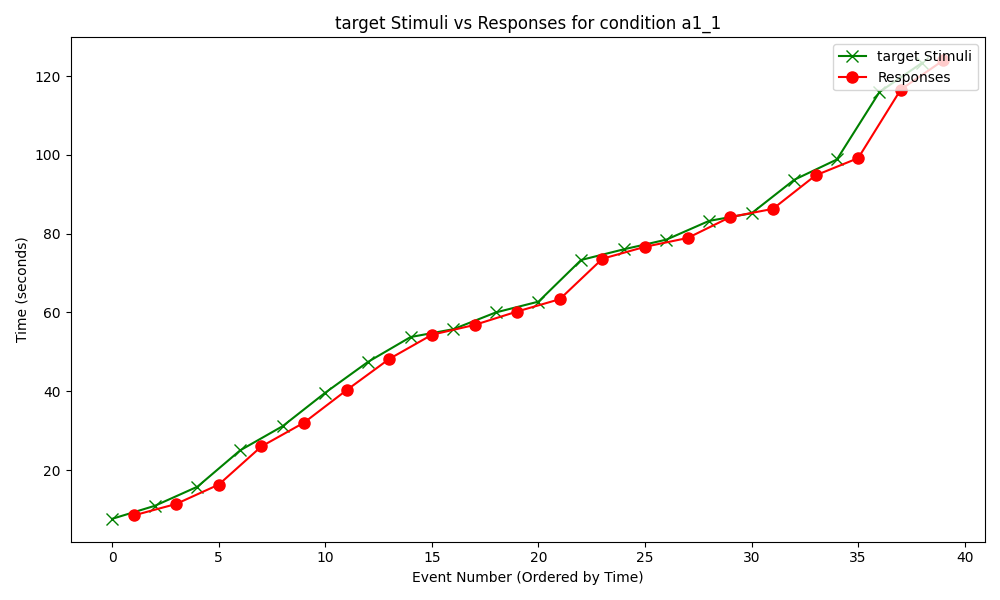 target Stimuli vs Responses for condition a1_1
target Stimuli
Responses
Time (seconds)
120
100
80
60
40
20
0 5 10 15 20 25 30 35 40
Event Number (Ordered by Time)